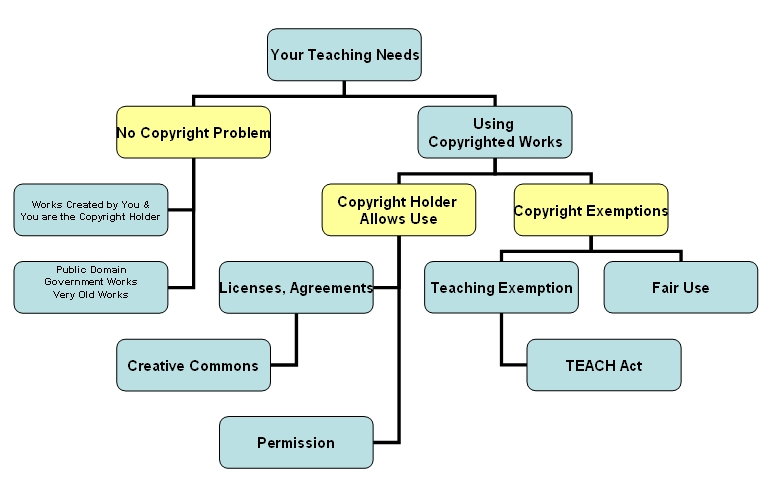 Your Teaching Needs
No Copyright Problem
Using
Copyrighted Works
Works Created by You &
You are the Copyright Holder
Copyright Holder
Allows Use
Copyright Exemptions
Public Domain
Government Works
Very Old Works
Licenses, Agreements
Teaching Exemption
Fair Use
Creative Commons
TEACH Act
Permission